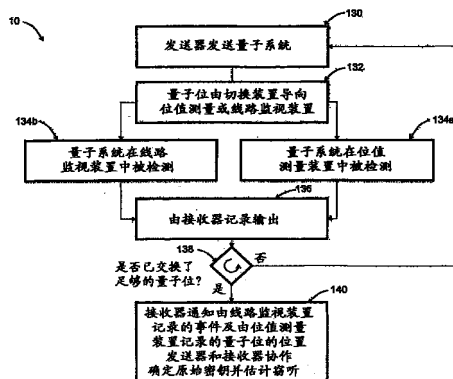 10
130
发送器发送量子系统
132
量子位由切换装置导向
位值测量或线路监视装置
134b
134a
量子系统在线路
监视装置中被检测
量子系统在位值
测量装置中被检测
136
由接收器记录输出
138
是否已交换了
足够的量子位?
否
是
140
接收器通知由线路监视装置
记录的事件及由位值测量
装置记录的量子位的位置
发送器和接收器协作
确定原始密钥并估计窃听